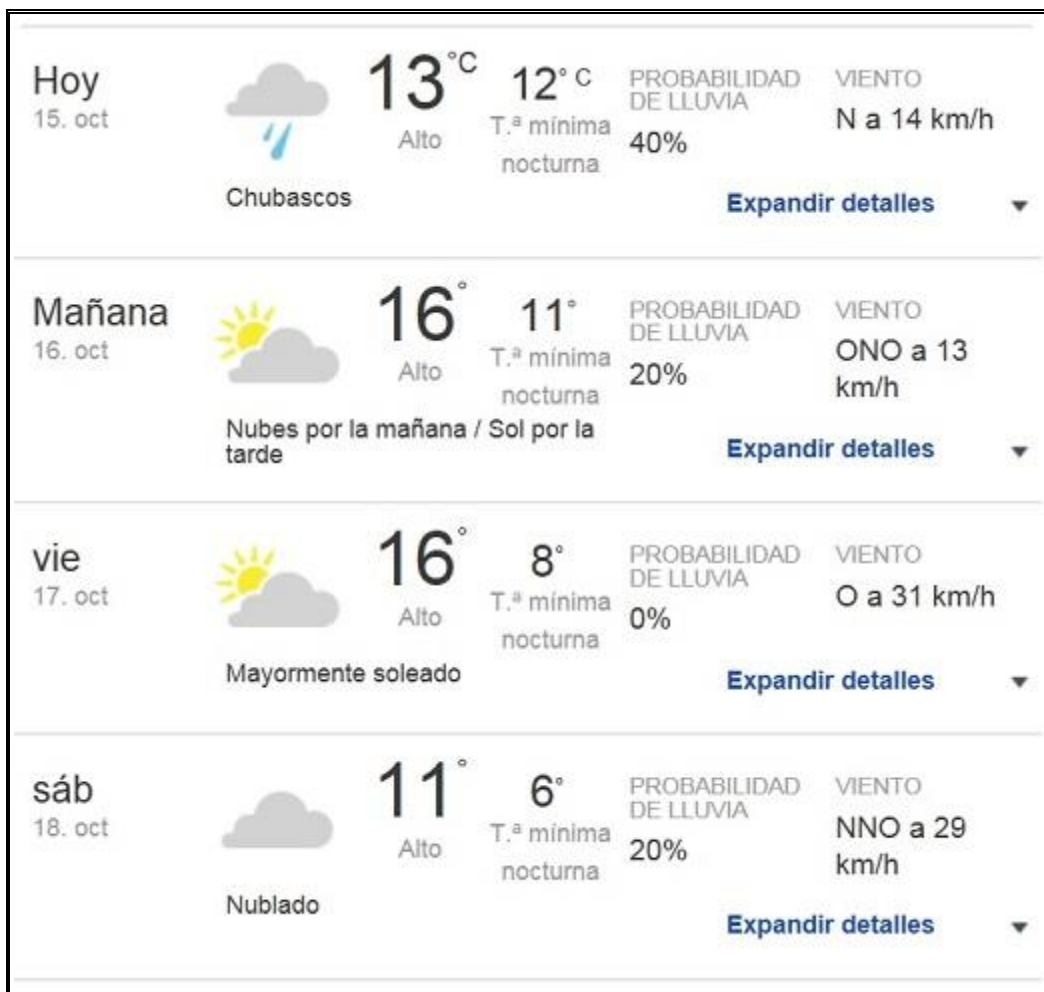 Hoy
15. oct
Chubascos
13°C
Alto
12° C
T.ª mínima
nocturna
PROBABILIDAD
DE LLUVIA
40%
VIENTO
N a 14 km/h
Expandir detalles
Mañana
16. oct
Nubes por la mañana / Sol por la
tarde
16°
Alto
11°
T.ª mínima
nocturna
PROBABILIDAD
DE LLUVIA
20%
VIENTO
ONO a 13
km/h
Expandir detalles
vie
17. oct
Mayormente soleado
16°
Alto
8°
T.ª mínima
nocturna
PROBABILIDAD
DE LLUVIA
0%
VIENTO
O a 31 km/h
Expandir detalles
sáb
18. oct
Nublado
11°
Alto
6°
T.ª mínima
nocturna
PROBABILIDAD
DE LLUVIA
20%
VIENTO
NNO a 29
km/h
Expandir detalles